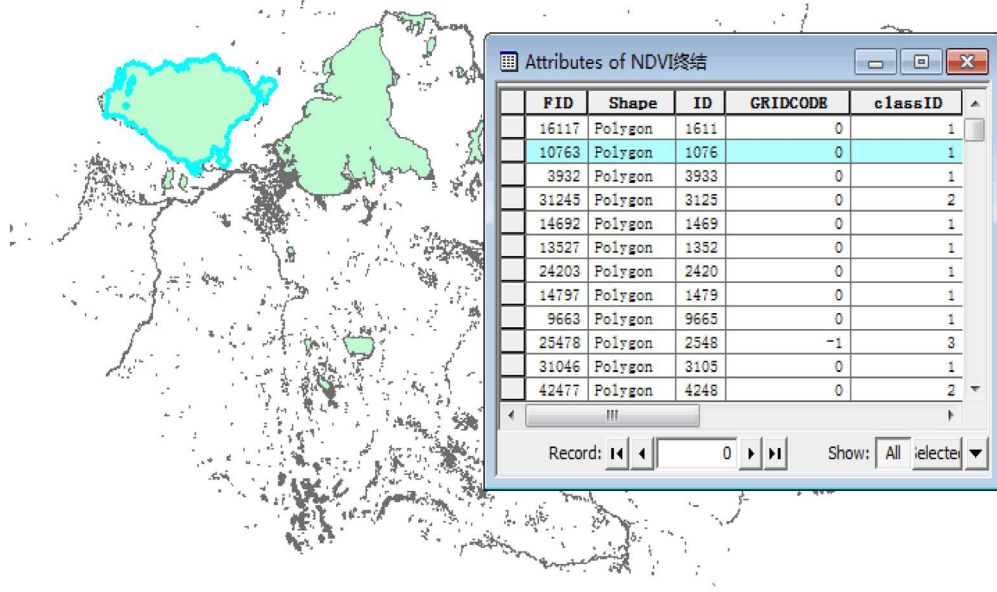 Attributes of NDVI终结
FID Shape ID GRIDCODE classID
16117 Polygon 1611 0 1
10763 Polygon 1076 0 1
3932 Polygon 3933 0 1
31245 Polygon 3125 0 2
14692 Polygon 1469 0 1
13527 Polygon 1352 0 1
24203 Polygon 2420 0 1
14797 Polygon 1479 0 1
9663 Polygon 9665 0 1
25478 Polygon 2548 -1 3
31046 Polygon 3105 0 1
42477 Polygon 4248 0 2
Record: 0 Show: All Selected